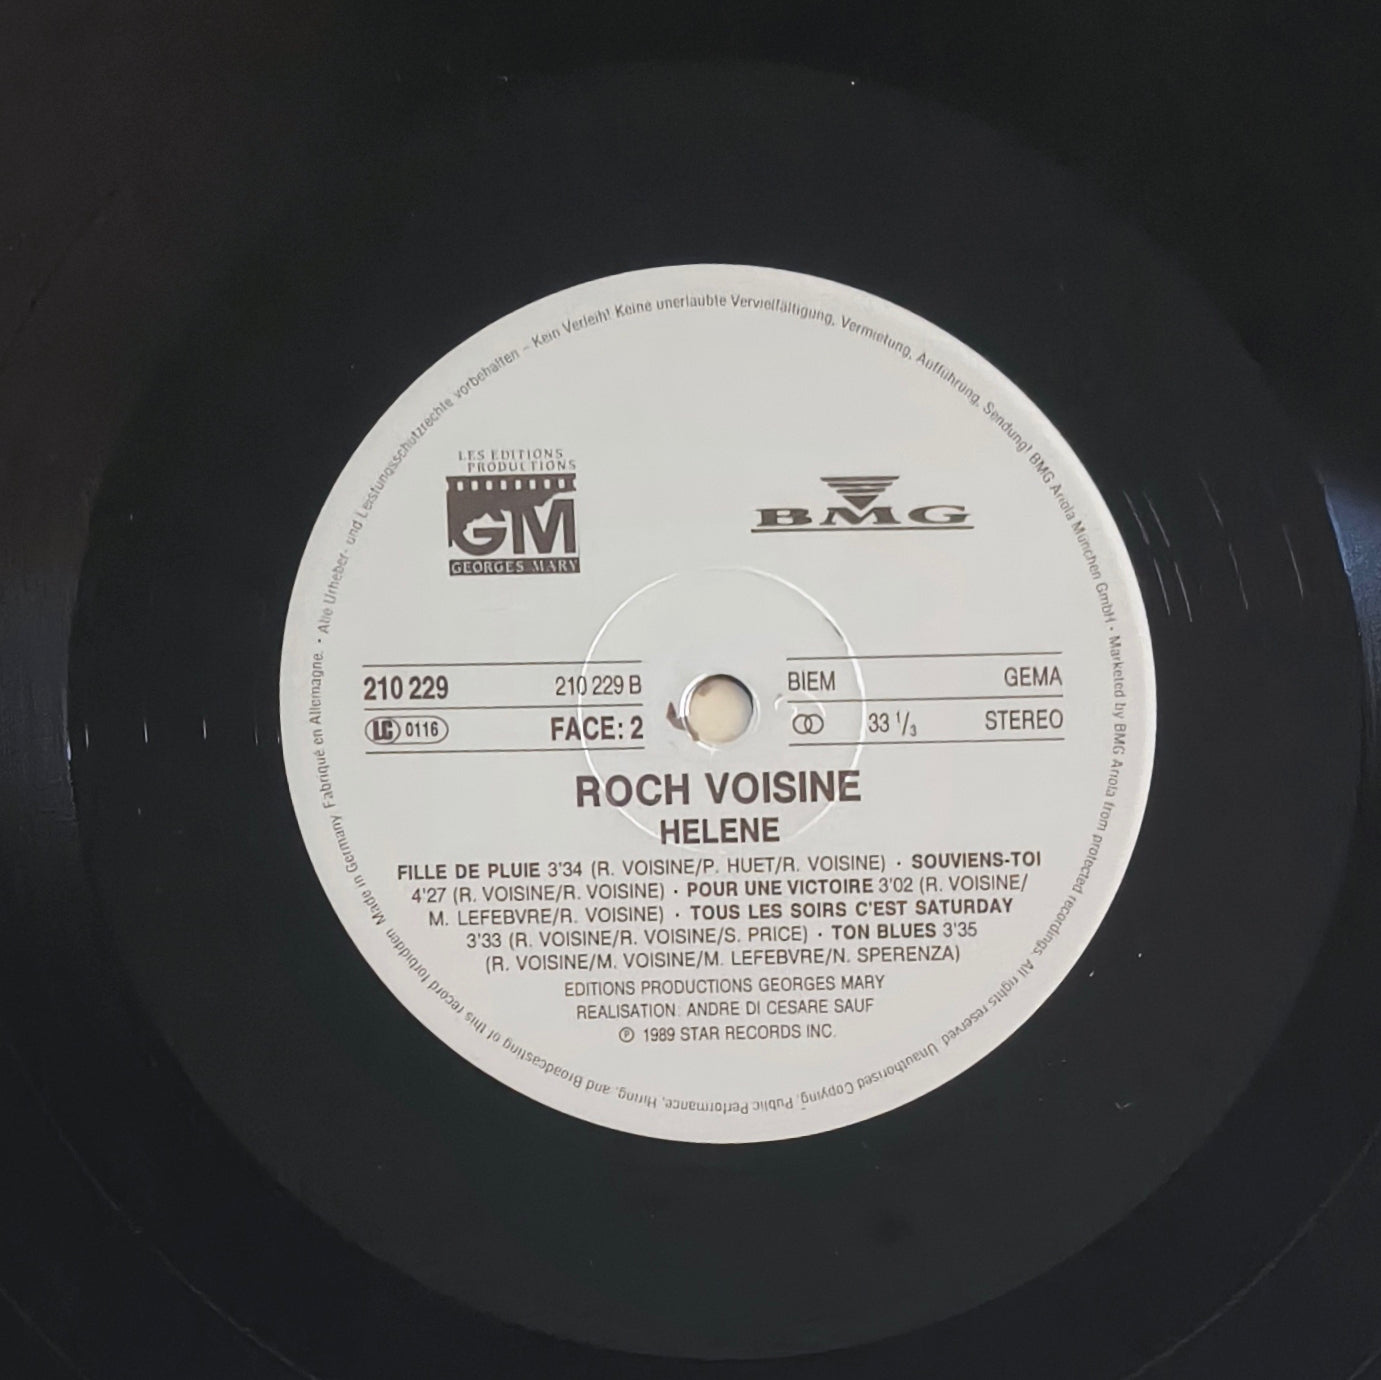 LES EDITIONS
PRODUCTIONS
GM
GEORGES MARY
BMG
210 229 210 229 B
LC 0116 FACE: 2
BIEM GEMA
33 1/3 STEREO
ROCH VOISINE
HELENE
FILLE DE PLUIE 3'34 (R. VOISINE/P. HUET/R. VOISINE) · SOUVIENS-TOI
4'27 (R. VOISINE/R. VOISINE) · POUR UNE VICTOIRE 3'02 (R. VOISINE/
M. LEFEBVRE/R. VOISINE) · TOUS LES SOIRS C'EST SATURDAY
3'33 (R. VOISINE/R. VOISINE/S. PRICE) · TON BLUES 3'35
(R. VOISINE/M. VOISINE/M. LEFEBVRE/N. SPERENZA)
EDITIONS PRODUCTIONS GEORGES MARY
REALISATION: ANDRE DI CESARE SAUF
℗ 1989 STAR RECORDS INC.
Made in Germany Fabriqué en Allemagne. · Alle Urheber- und Leistungsschutzrechte vorbehalten – Kein Verleih! Keine unerlaubte Vervielfältigung, Vermietung, Aufführung, Sendung! BMG Ariola München GmbH · Marketed by BMG Ariola from protected recordings. All rights reserved. Unauthorised Copying, Public Performance, Hiring, and Broadcasting of this record forbidden